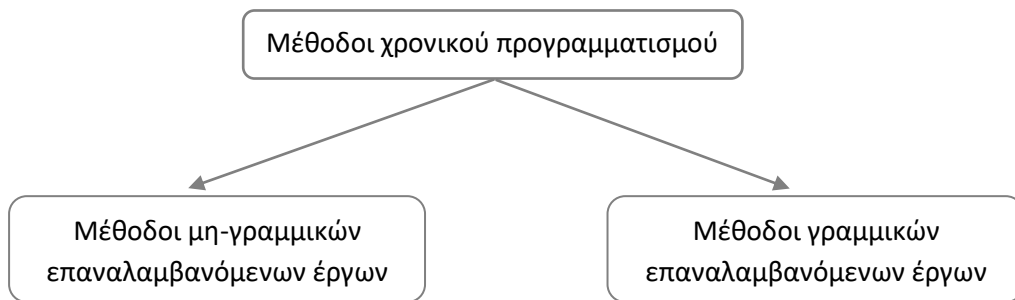 Μέθοδοι χρονικού προγραμματισμού
Μέθοδοι μη-γραμμικών
επαναλαμβανόμενων έργων
Μέθοδοι γραμμικών
επαναλαμβανόμενων έργων